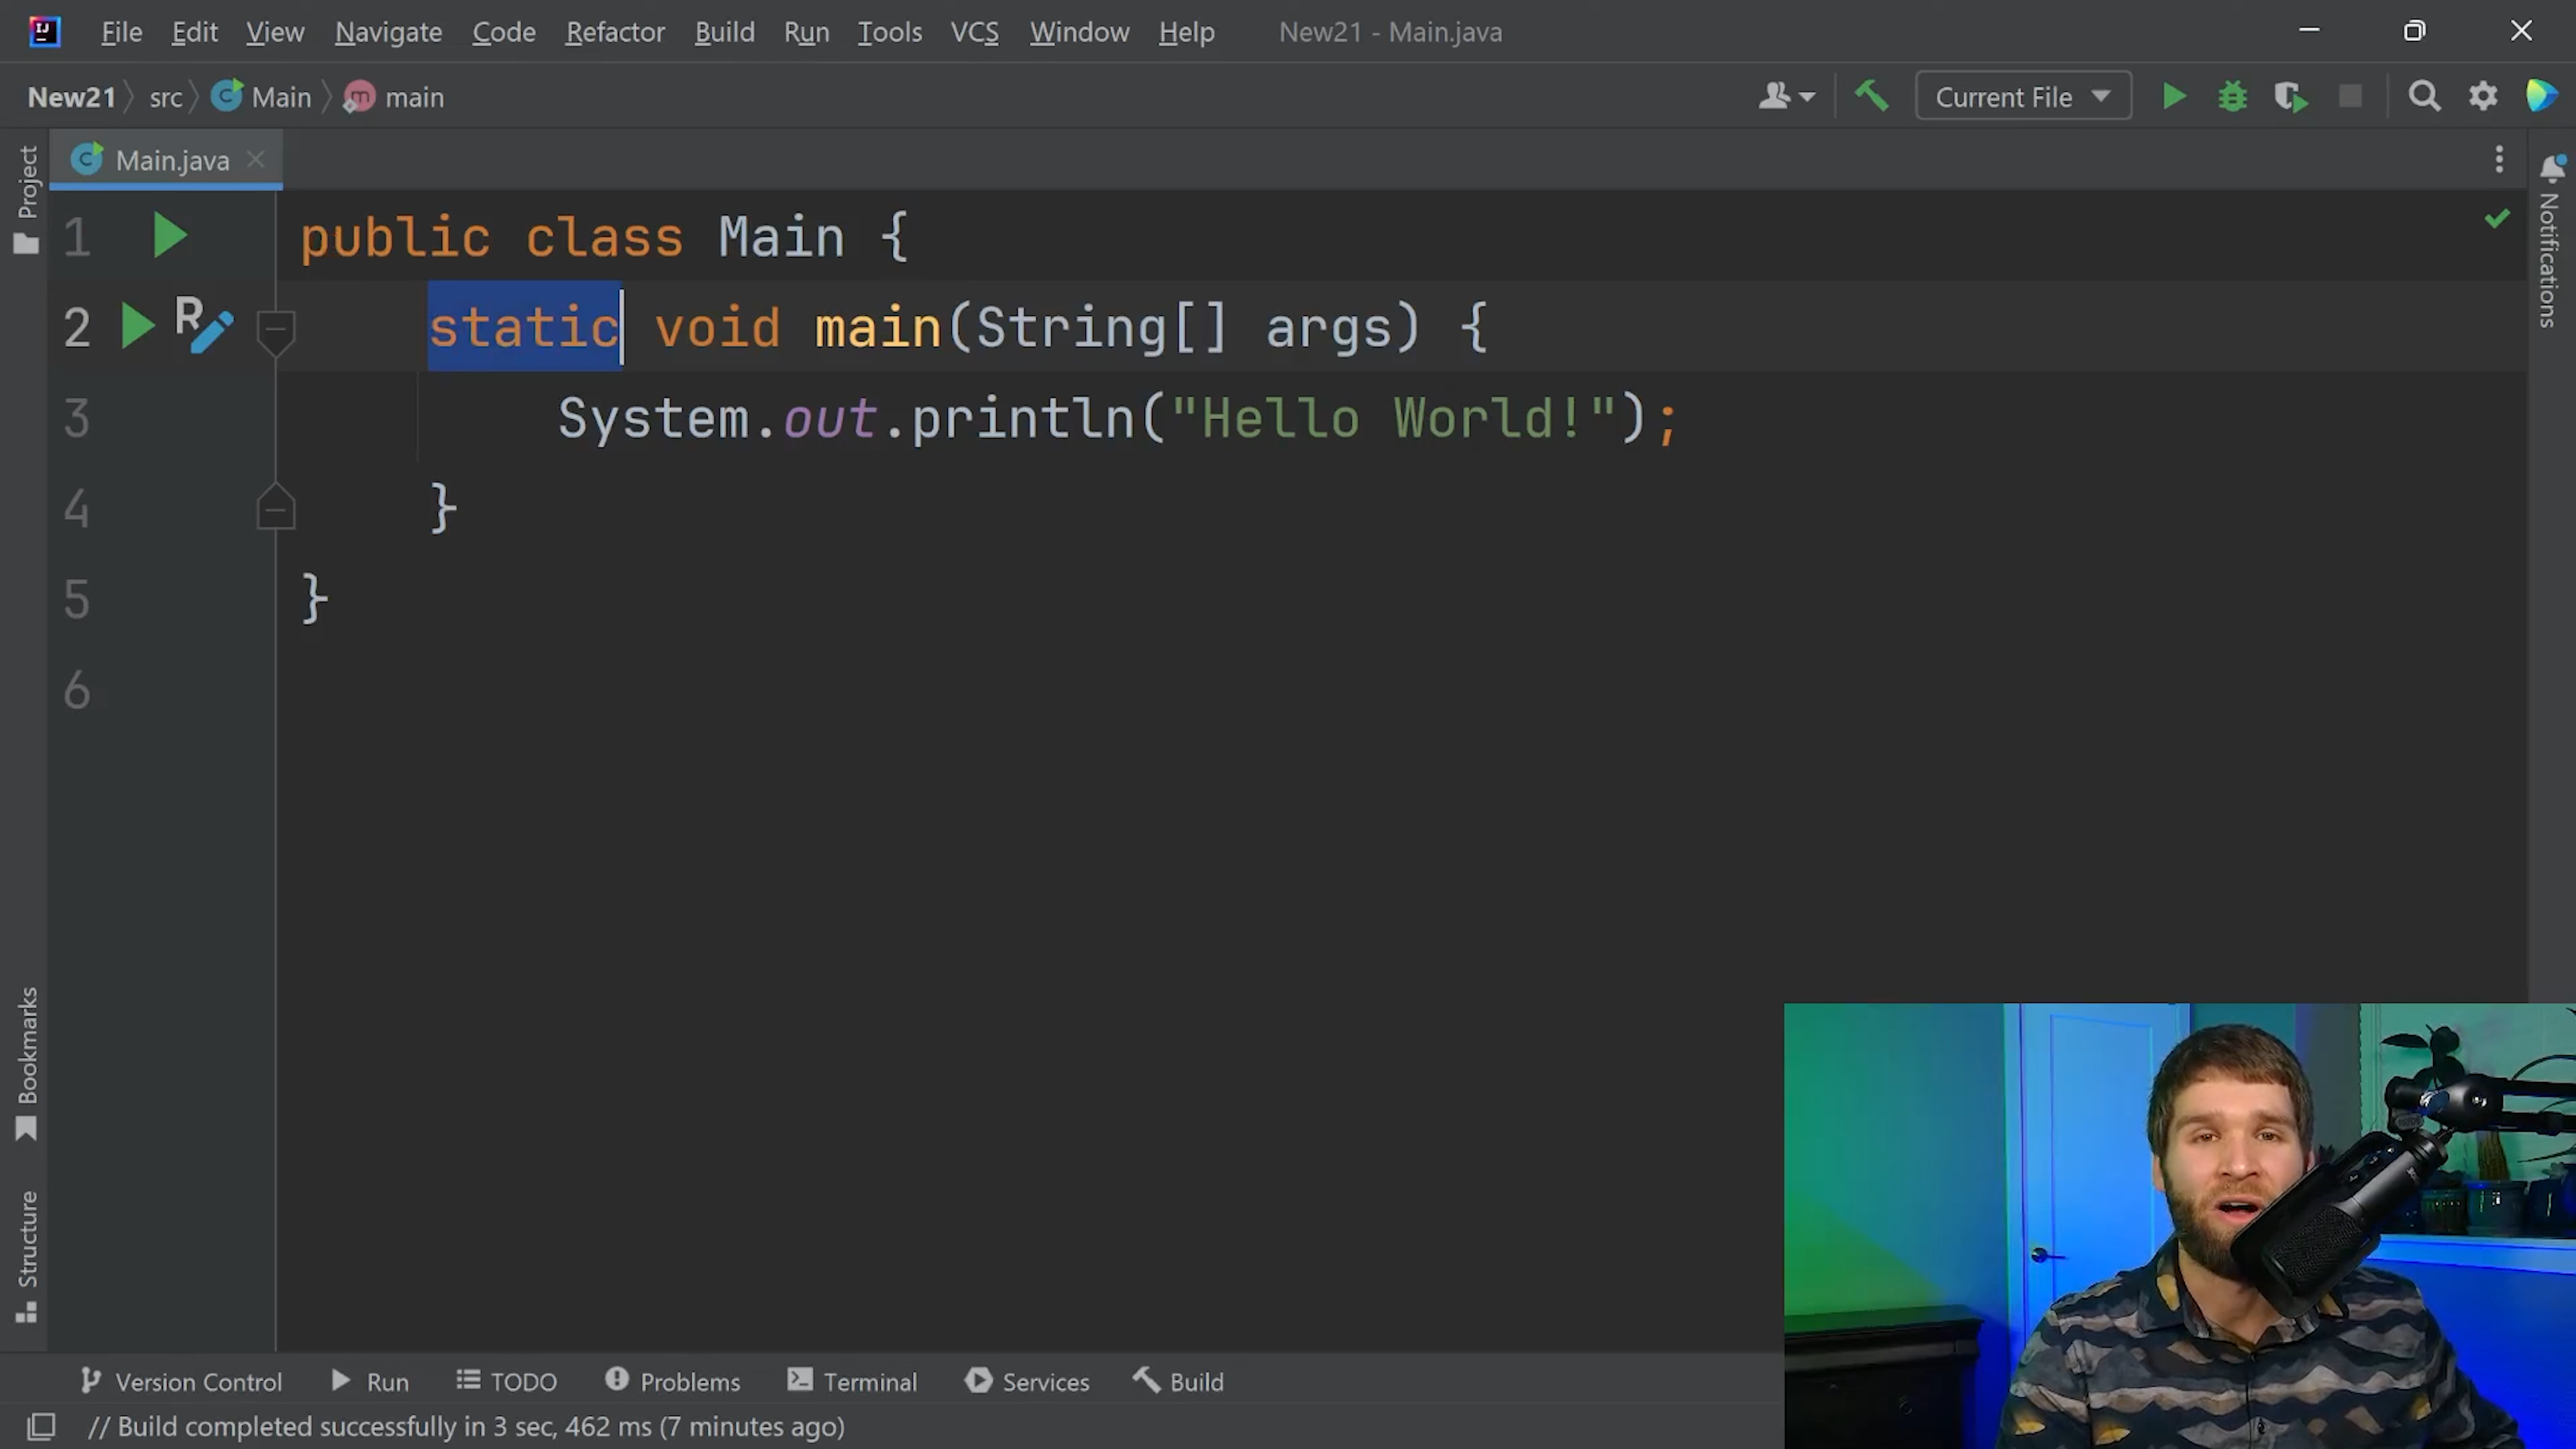 IJ File Edit View Navigate Code Refactor Build Run Tools VCS Window Help New21 - Main.java
New21 src C Main m main Current File
Project
C Main.java
Notifications
1 public class Main {
2 R static void main(String[] args) {
3 System.out.println("Hello World!");
4 }
5 }
6
Bookmarks
Structure
Version Control Run TODO Problems Terminal Services Build
// Build completed successfully in 3 sec, 462 ms (7 minutes ago)